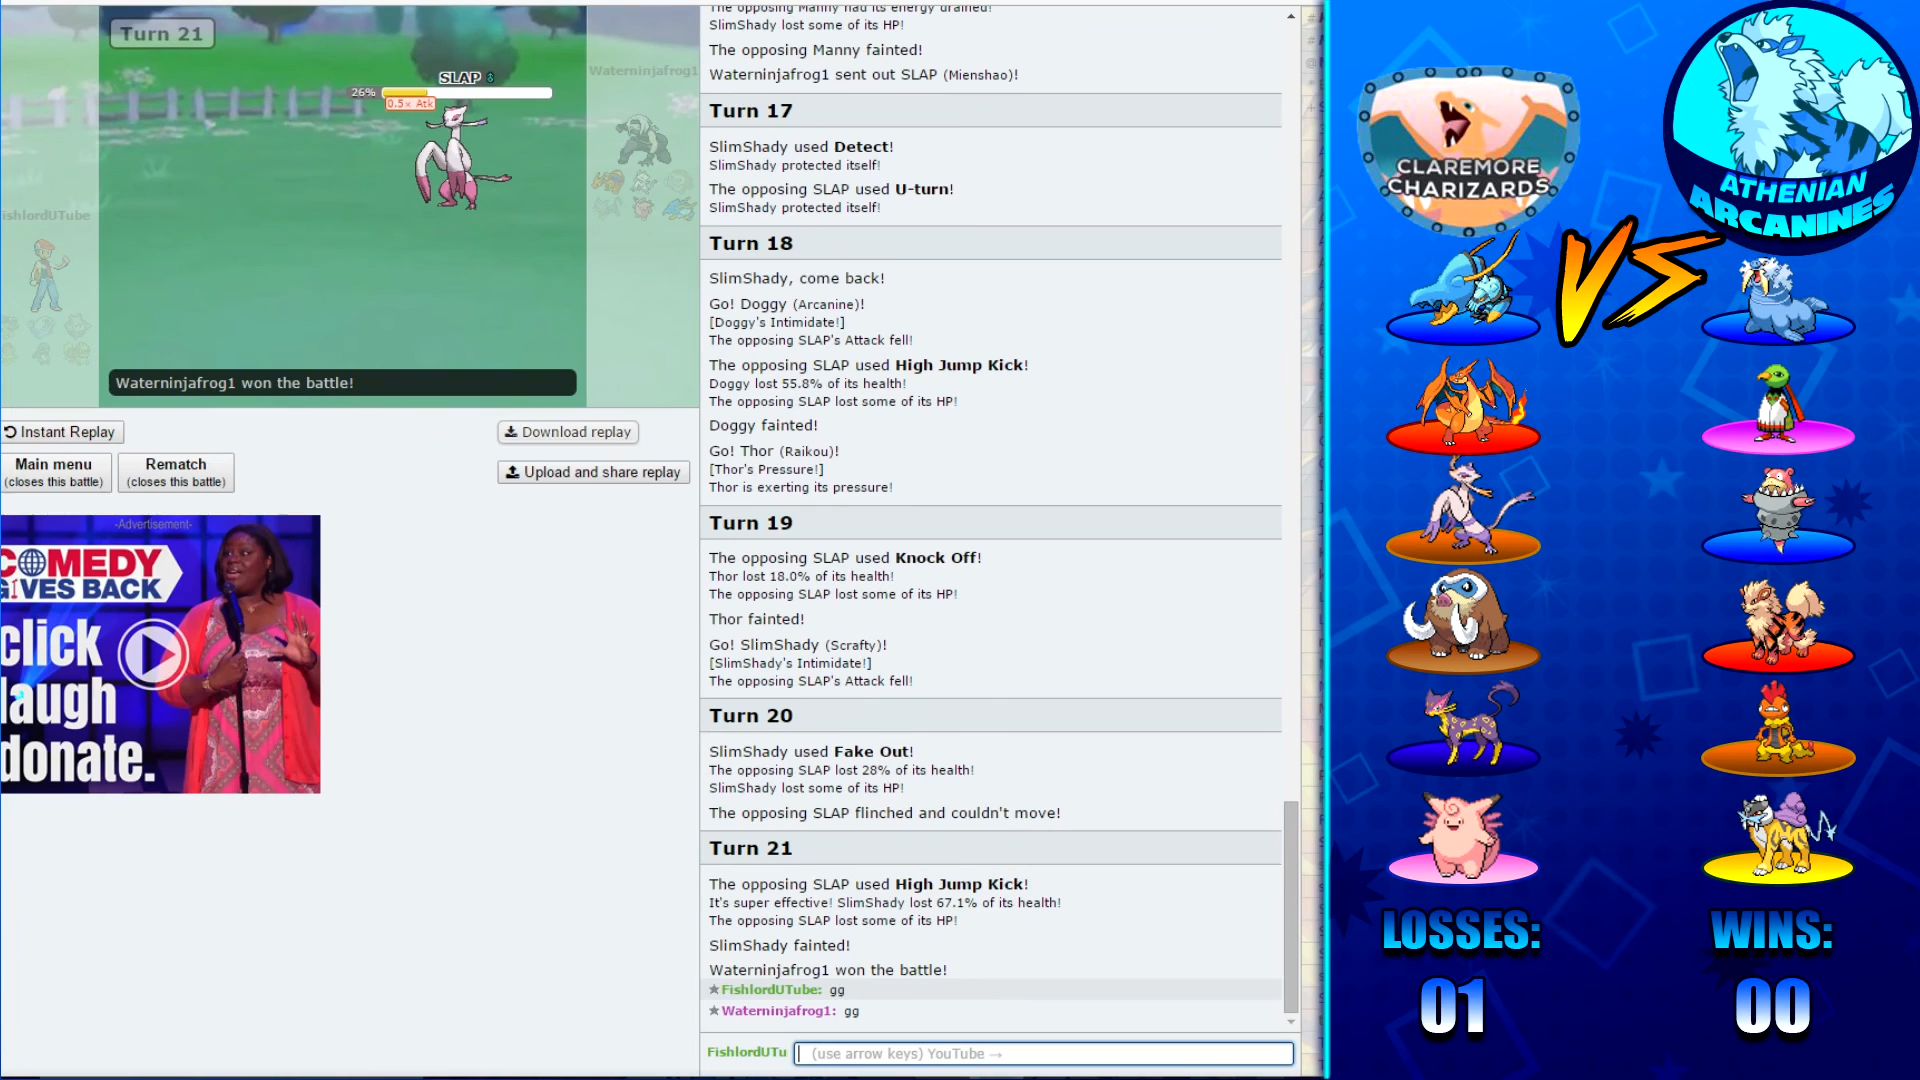 Turn 21
SLAP
26%
0.5× Atk
Waterninjafrog1
ishlordUTube
Waterninjafrog1 won the battle!
Instant Replay
Download replay
Main menu
(closes this battle)
Rematch
(closes this battle)
Upload and share replay
-Advertisement-
COMEDY
GIVES BACK
click
laugh
donate.
The opposing Manny had its energy drained!
SlimShady lost some of its HP!
The opposing Manny fainted!
Waterninjafrog1 sent out SLAP (Mienshao)!
Turn 17
SlimShady used Detect!
SlimShady protected itself!
The opposing SLAP used U-turn!
SlimShady protected itself!
Turn 18
SlimShady, come back!
Go! Doggy (Arcanine)!
[Doggy's Intimidate!]
The opposing SLAP's Attack fell!
The opposing SLAP used High Jump Kick!
Doggy lost 55.8% of its health!
The opposing SLAP lost some of its HP!
Doggy fainted!
Go! Thor (Raikou)!
[Thor's Pressure!]
Thor is exerting its pressure!
Turn 19
The opposing SLAP used Knock Off!
Thor lost 18.0% of its health!
The opposing SLAP lost some of its HP!
Thor fainted!
Go! SlimShady (Scrafty)!
[SlimShady's Intimidate!]
The opposing SLAP's Attack fell!
Turn 20
SlimShady used Fake Out!
The opposing SLAP lost 28% of its health!
SlimShady lost some of its HP!
The opposing SLAP flinched and couldn't move!
Turn 21
The opposing SLAP used High Jump Kick!
It's super effective! SlimShady lost 67.1% of its health!
The opposing SLAP lost some of its HP!
SlimShady fainted!
Waterninjafrog1 won the battle!
★FishlordUTube: gg
★Waterninjafrog1: gg
FishlordUTu
(use arrow keys) YouTube →
CLAREMORE
CHARIZARDS
VS
ATHENIAN
ARCANINES
LOSSES:
01
WINS:
00